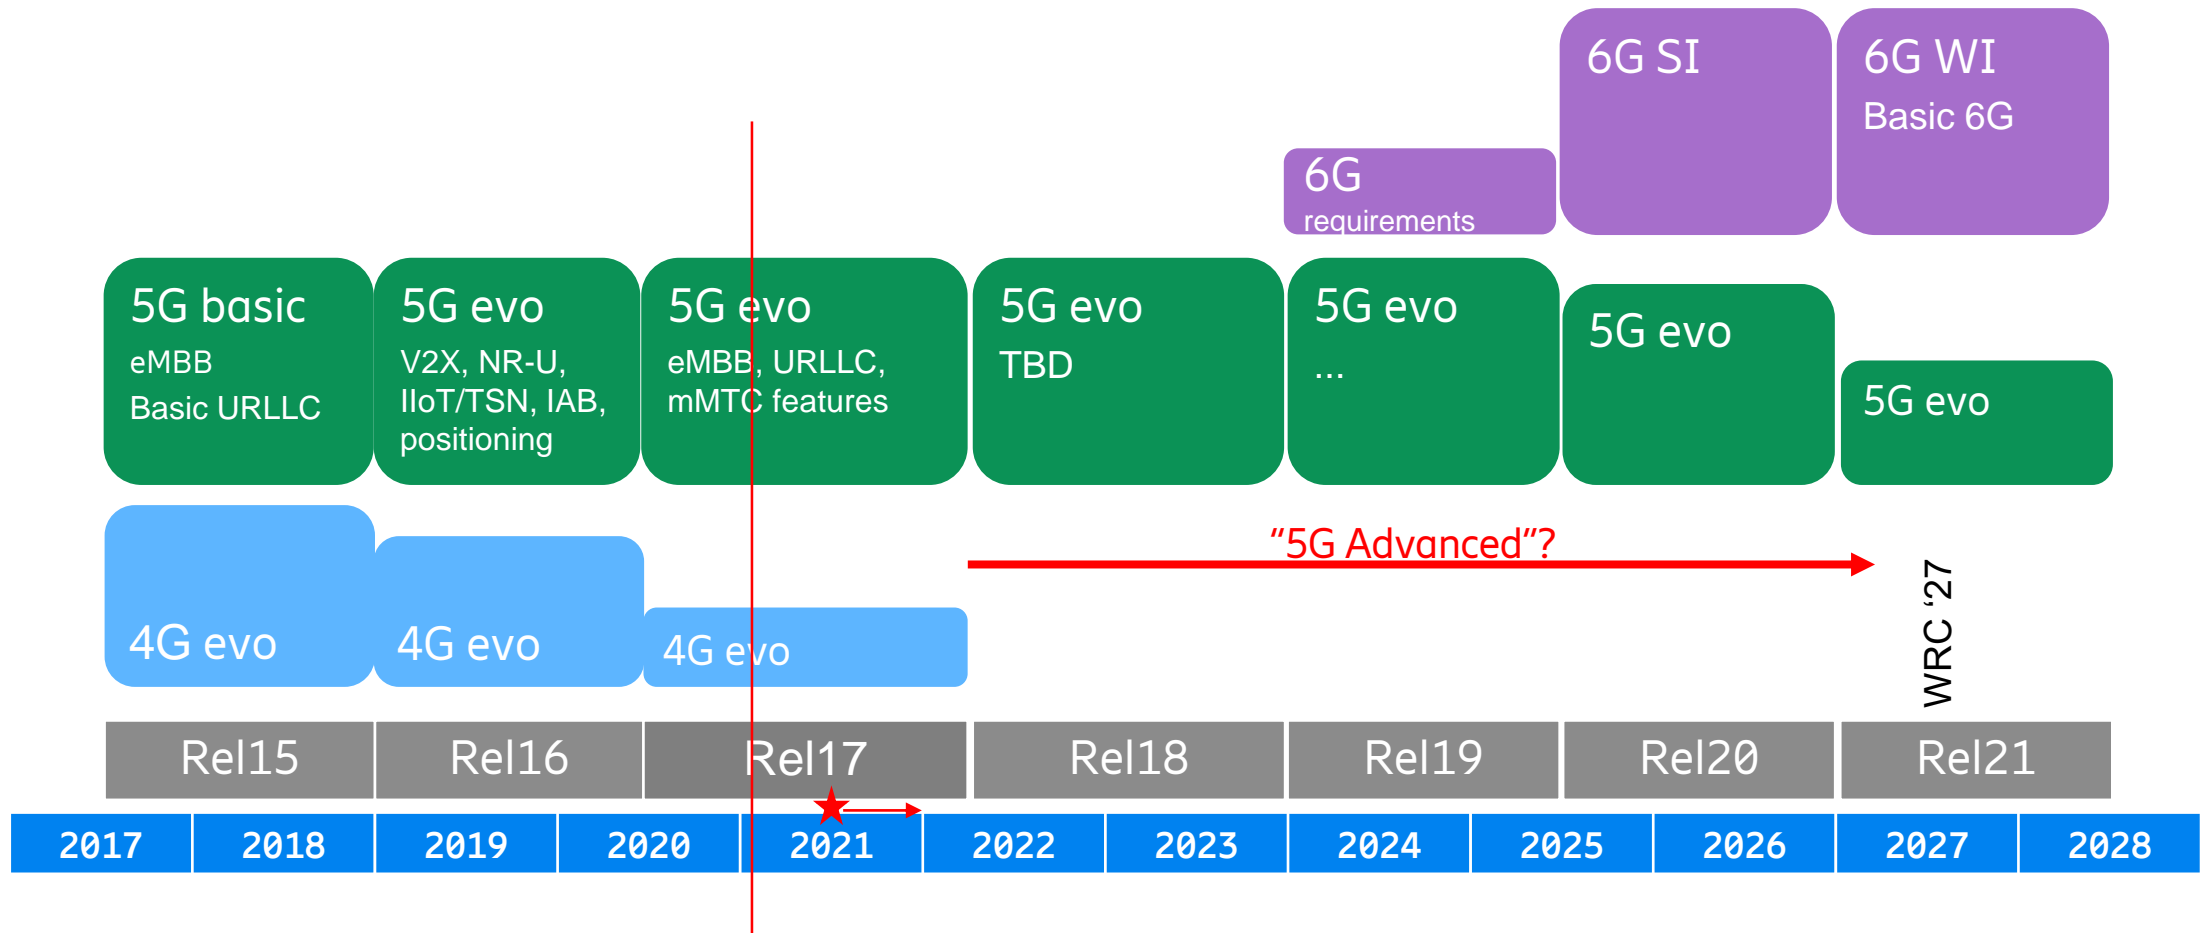 6G SI
6G WI
Basic 6G
6G
requirements
5G basic
eMBB
Basic URLLC
5G evo
V2X, NR-U,
IIoT/TSN, IAB,
positioning
5G evo
eMBB, URLLC,
mMTC features
5G evo
TBD
5G evo
...
5G evo
5G evo
"5G Advanced"?
4G evo
4G evo
4G evo
WRC ‘27
Rel15
Rel16
Rel17
Rel18
Rel19
Rel20
Rel21
2017
2018
2019
2020
2021
2022
2023
2024
2025
2026
2027
2028